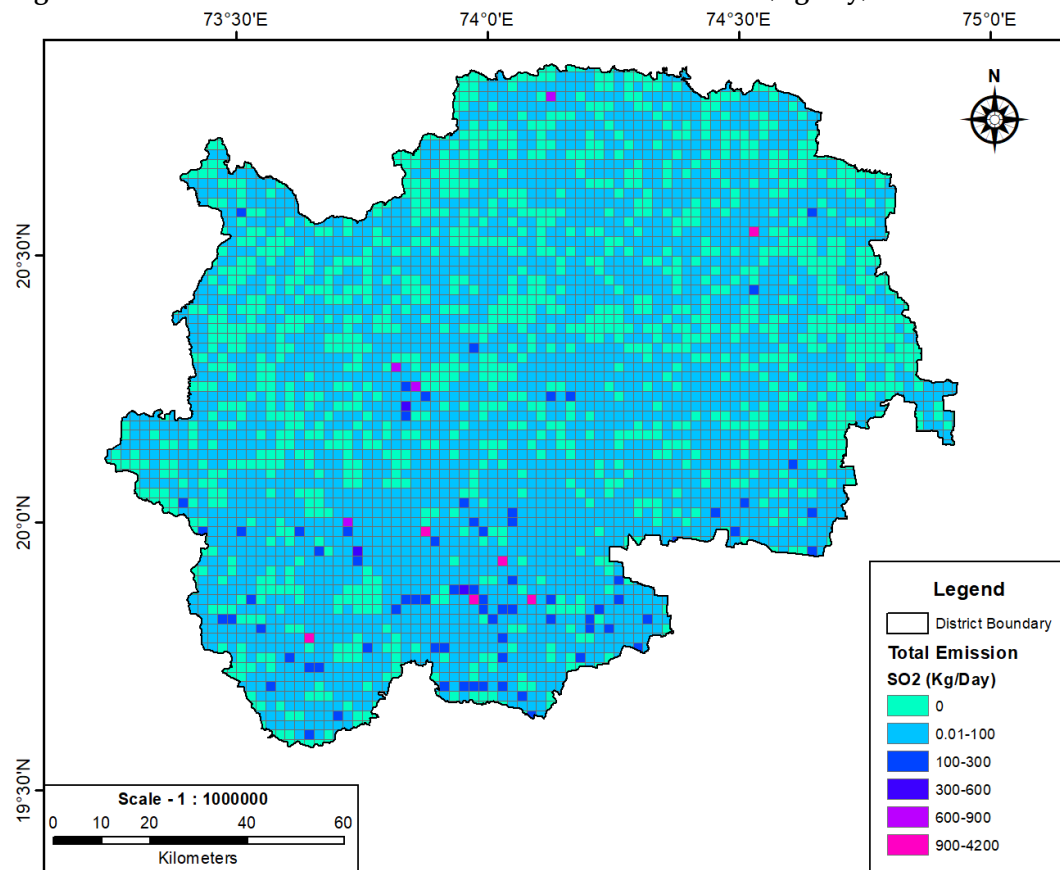 73°30'E 74°0'E 74°30'E 75°0'E
N
20°30'N
20°0'N
19°30'N
Legend
District Boundary
Total Emission
SO2 (Kg/Day)
0
0.01-100
100-300
300-600
600-900
900-4200
Scale - 1 : 1000000
0 10 20 40 60
Kilometers